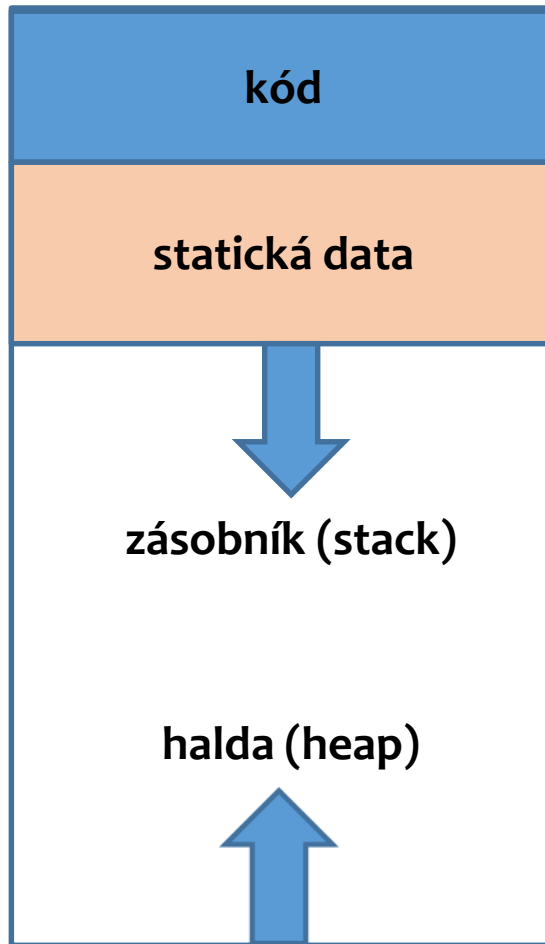 kód
statická data
zásobník (stack)
halda (heap)